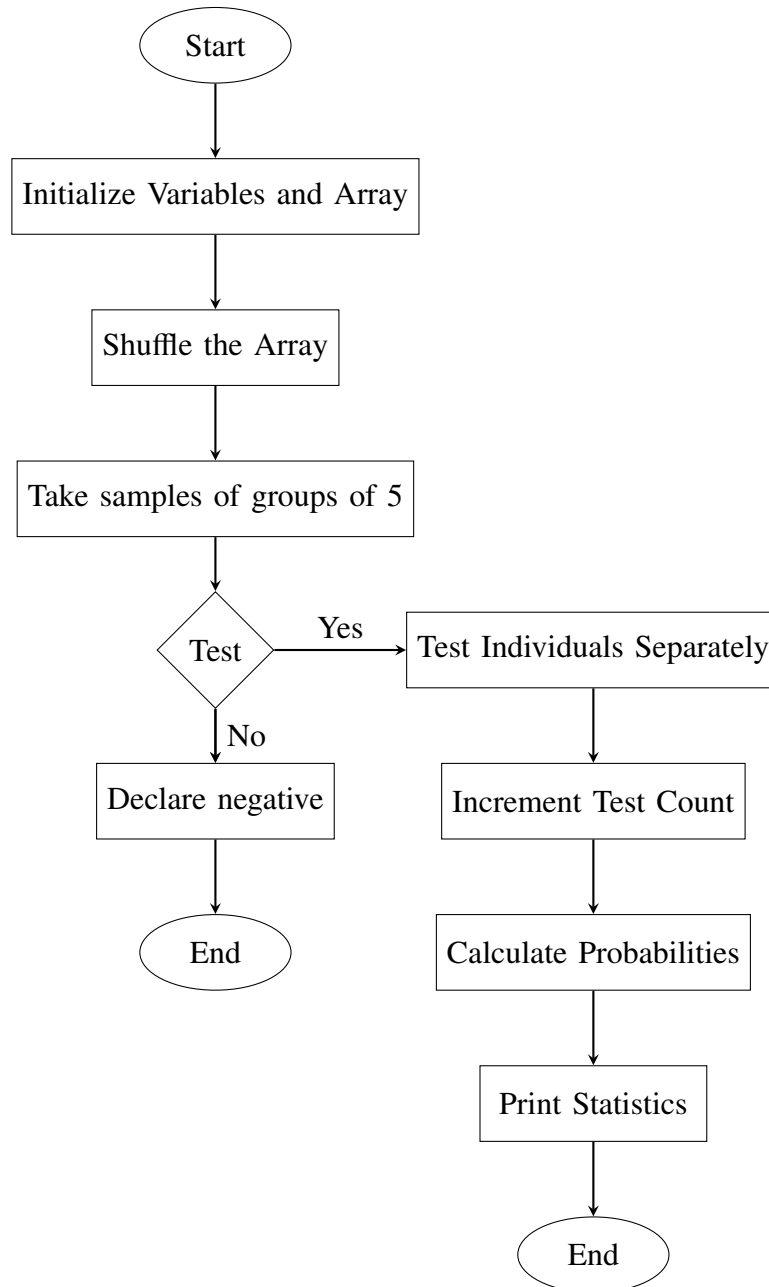 Start
Initialize Variables and Array
Shuffle the Array
Take samples of groups of 5
Test
Yes
Test Individuals Separately
No
Declare negative
Increment Test Count
End
Calculate Probabilities
Print Statistics
End